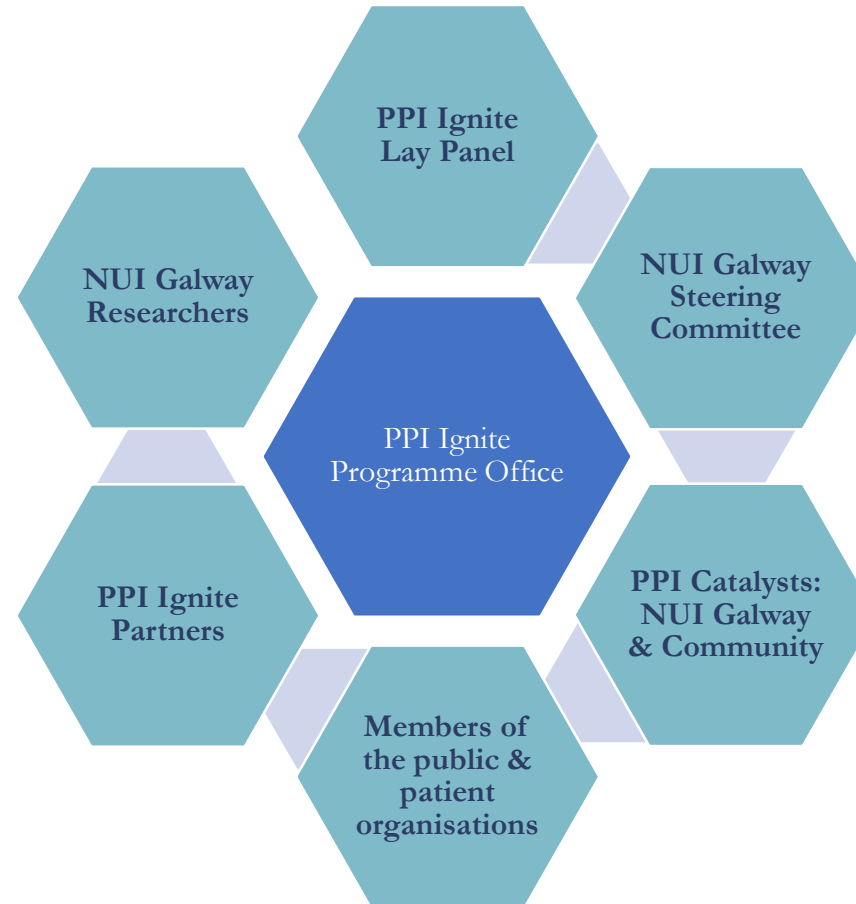 PPI Ignite
Lay Panel
NUI Galway
Researchers
NUI Galway
Steering
Committee
PPI Ignite
Programme Office
PPI Ignite
Partners
PPI Catalysts:
NUI Galway
& Community
Members of
the public &
patient
organisations